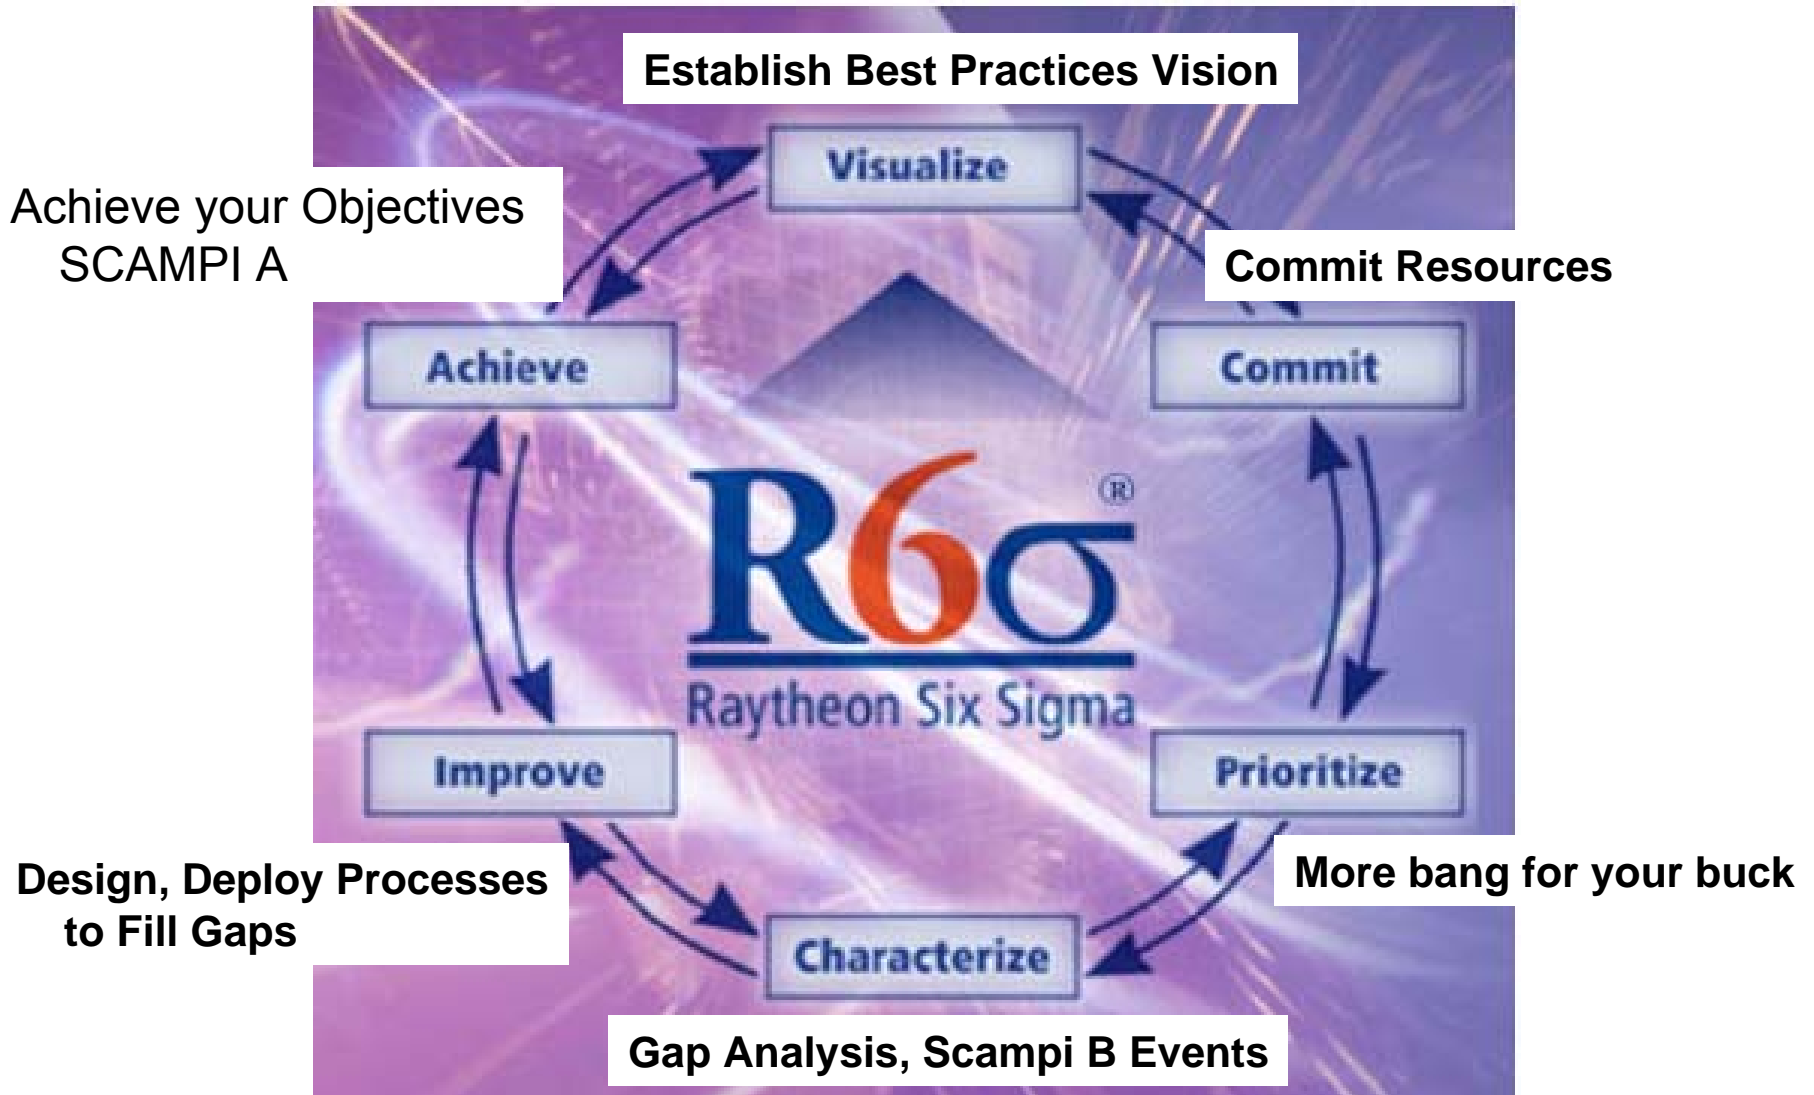 Establish Best Practices Vision
Visualize
Achieve your Objectives
SCAMPI A
Commit Resources
Achieve
Commit
R6σ®
Raytheon Six Sigma
Improve
Prioritize
Design, Deploy Processes
to Fill Gaps
More bang for your buck
Characterize
Gap Analysis, Scampi B Events